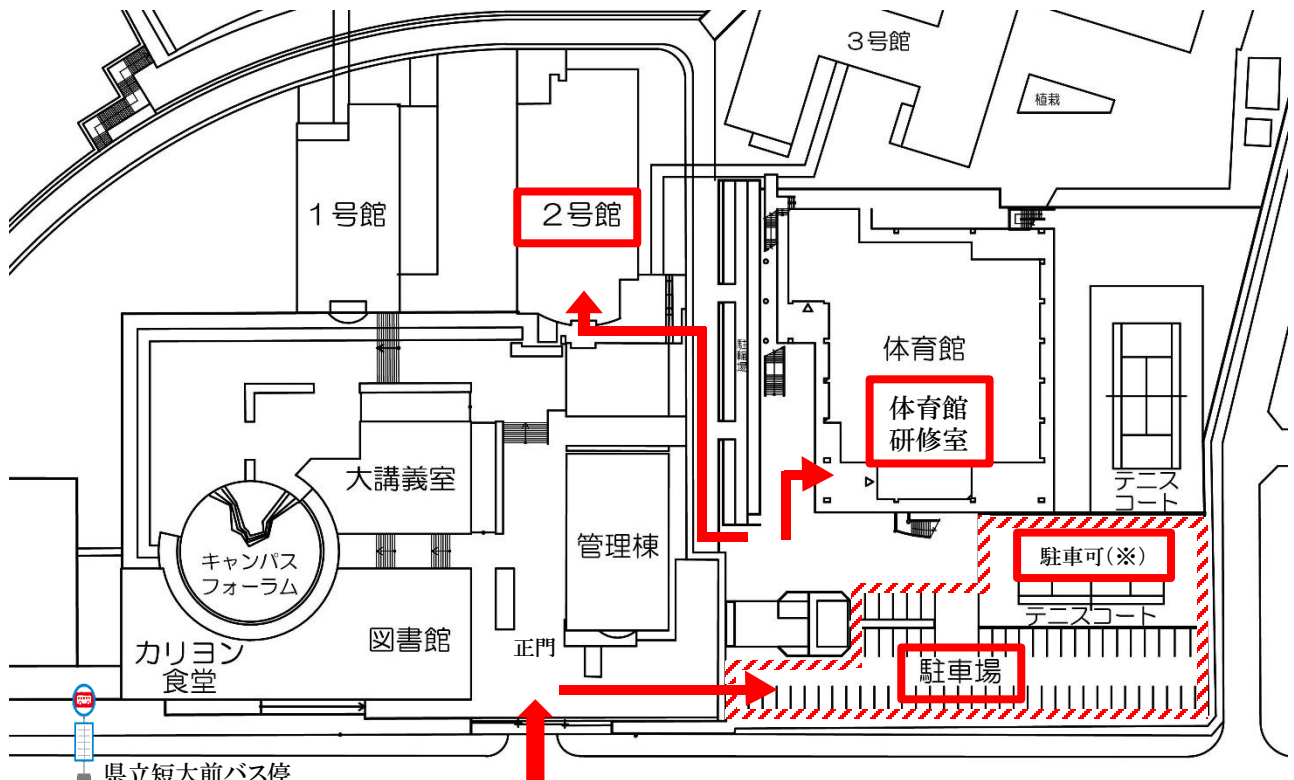 3号館
植栽
1号館
2号館
駐輪場
体育館
体育館
研修室
大講義室
テニス
コート
管理棟
キャンパス
フォーラム
駐車可(※)
テニスコート
図書館
正門
カリヨン
食堂
駐車場
県立短大前バス停